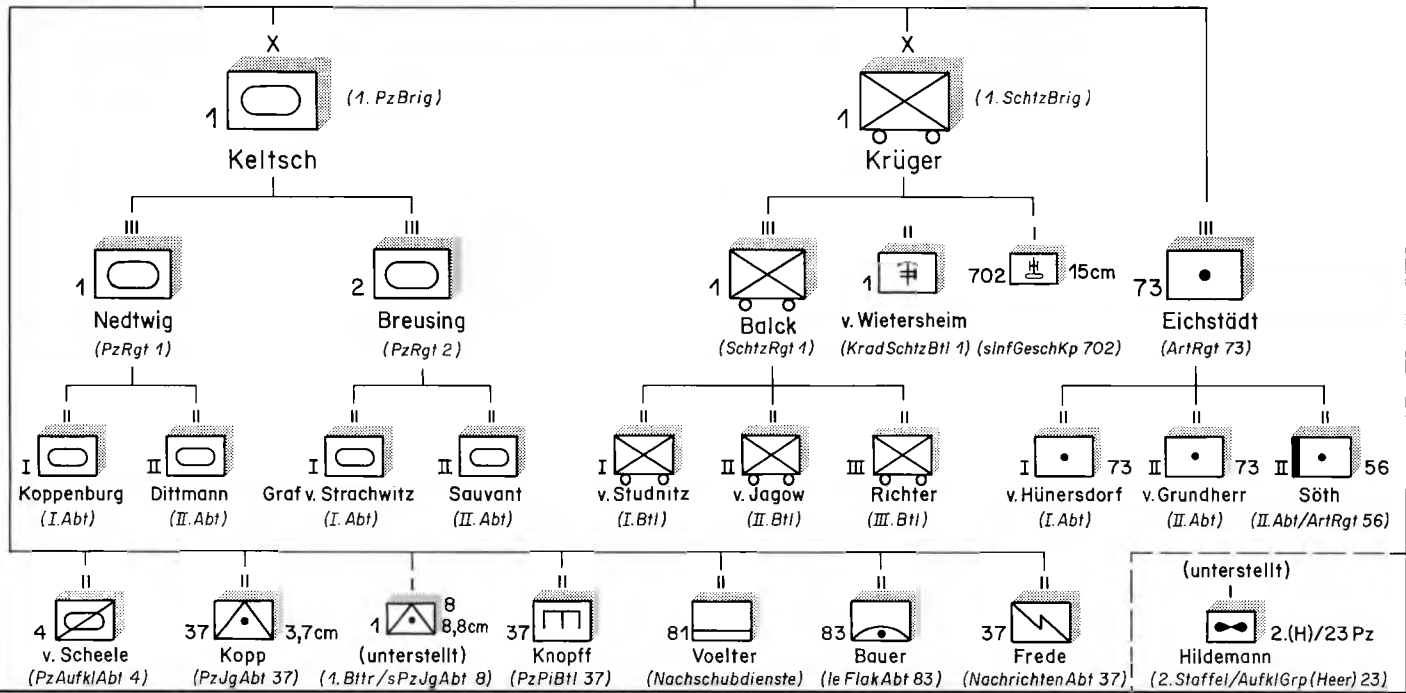 X
X
1
(1. PzBrig)
1
(1. SchtzBrig)
Keltsch
Krüger
III
III
III
II
I
III
1
2
1
1
702
15cm
73
Nedtwig
Breusing
Balck
v. Wietersheim
Eichstädt
(PzRgt 1)
(PzRgt 2)
(SchtzRgt 1)
(KradSchtzBtl 1)
(sInfGeschKp 702)
(ArtRgt 73)
II
II
II
II
II
II
II
II
II
II
I
II
I
II
I
II
III
I
73
II
73
II
56
Koppenburg
Dittmann
Graf v. Strachwitz
Sauvant
v. Studnitz
v. Jagow
Richter
v. Hünersdorf
v. Grundherr
Söth
(I. Abt)
(II. Abt)
(I. Abt)
(II. Abt)
(I. Btl)
(II. Btl)
(III. Btl)
(I. Abt)
(II. Abt)
(II. Abt/ArtRgt 56)
II
II
I
II
II
II
II
(unterstellt)
I
4
37
3,7cm
1
8
8,8cm
37
81
83
37
2.(H)/23 Pz
v. Scheele
Kopp
(unterstellt)
Knopff
Voelter
Bauer
Frede
Hildemann
(PzAufklAbt 4)
(PzJgAbt 37)
(1. Bttr/sPzJgAbt 8)
(PzPiBtl 37)
(Nachschubdienste)
(le FlakAbt 83)
(NachrichtenAbt 37)
(2. Staffel/AufklGrp (Heer) 23)